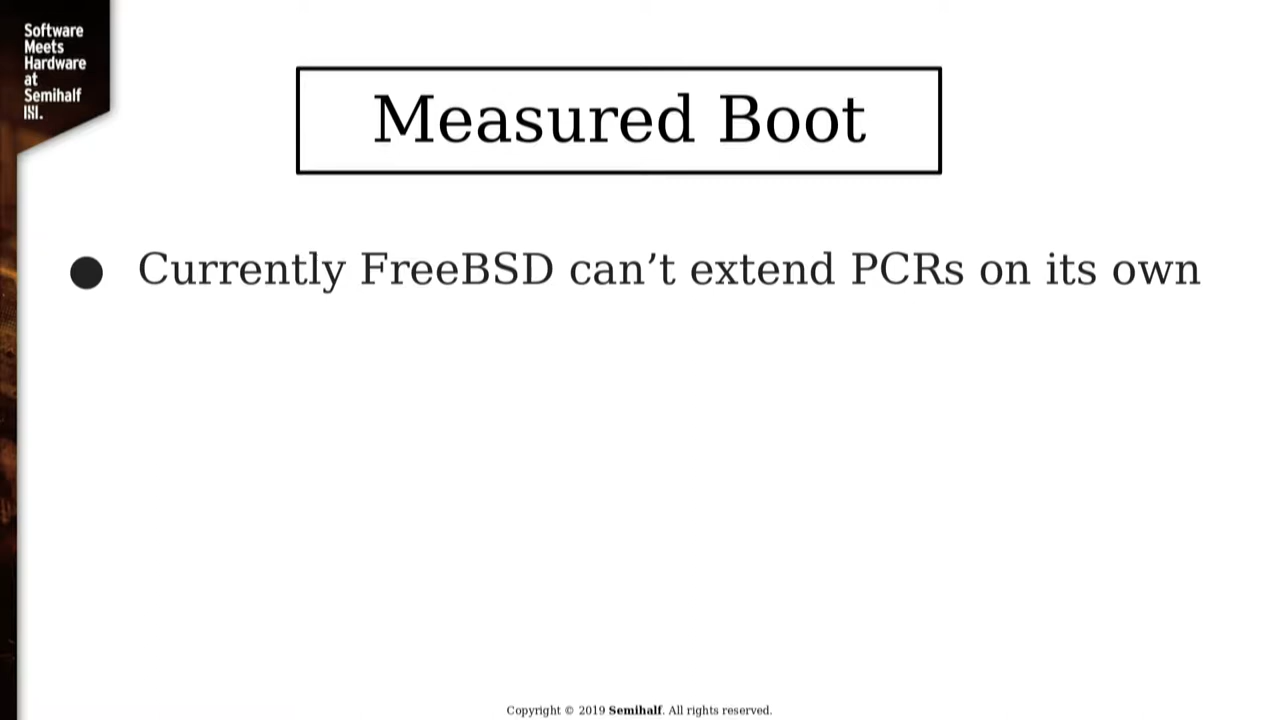 Software
Meets
Hardware
at
Semihalf
Measured Boot
● Currently FreeBSD can’t extend PCRs on its own
Copyright © 2019 Semihalf. All rights reserved.